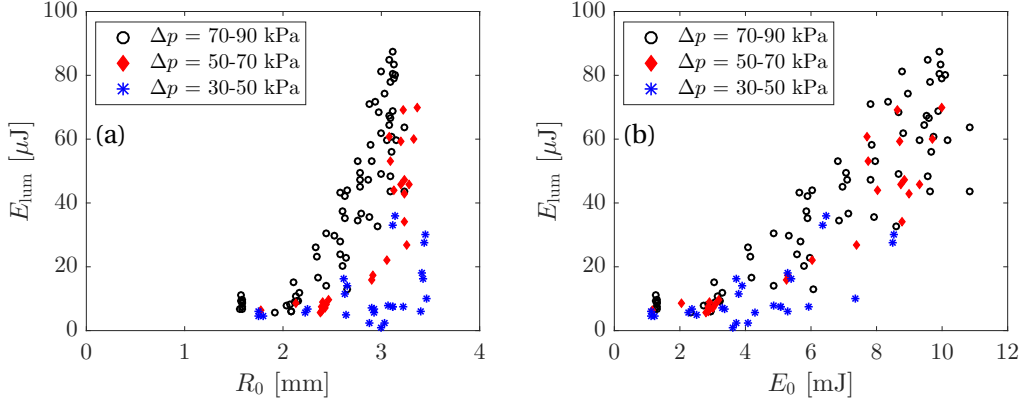 100
80
60
40
20
0
E_lum [μJ]
Δp = 70-90 kPa
Δp = 50-70 kPa
Δp = 30-50 kPa
(a)
0 1 2 3 4
R_0 [mm]
100
80
60
40
20
0
E_lum [μJ]
Δp = 70-90 kPa
Δp = 50-70 kPa
Δp = 30-50 kPa
(b)
0 2 4 6 8 10 12
E_0 [mJ]